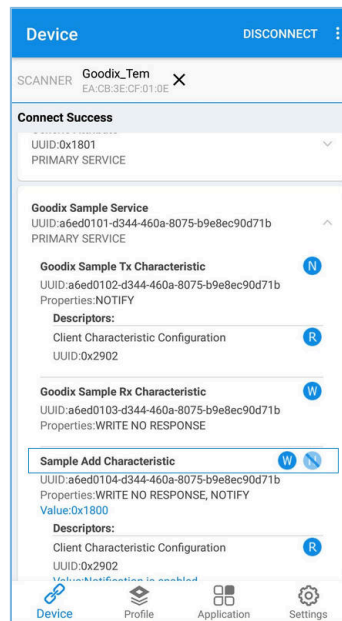 Device DISCONNECT
SCANNER Goodix_Tem
EA:CB:3E:CF:01:0E
Connect Success
UUID:0x1801
PRIMARY SERVICE
Goodix Sample Service
UUID:a6ed0101-d344-460a-8075-b9e8ec90d71b
PRIMARY SERVICE
Goodix Sample Tx Characteristic N
UUID:a6ed0102-d344-460a-8075-b9e8ec90d71b
Properties:NOTIFY
Descriptors:
Client Characteristic Configuration R
UUID:0x2902
Goodix Sample Rx Characteristic W
UUID:a6ed0103-d344-460a-8075-b9e8ec90d71b
Properties:WRITE NO RESPONSE
Sample Add Characteristic W N
UUID:a6ed0104-d344-460a-8075-b9e8ec90d71b
Properties:WRITE NO RESPONSE, NOTIFY
Value:0x1800
Descriptors:
Client Characteristic Configuration R
UUID:0x2902
Value:Notification is enabled
Device Profile Application Settings